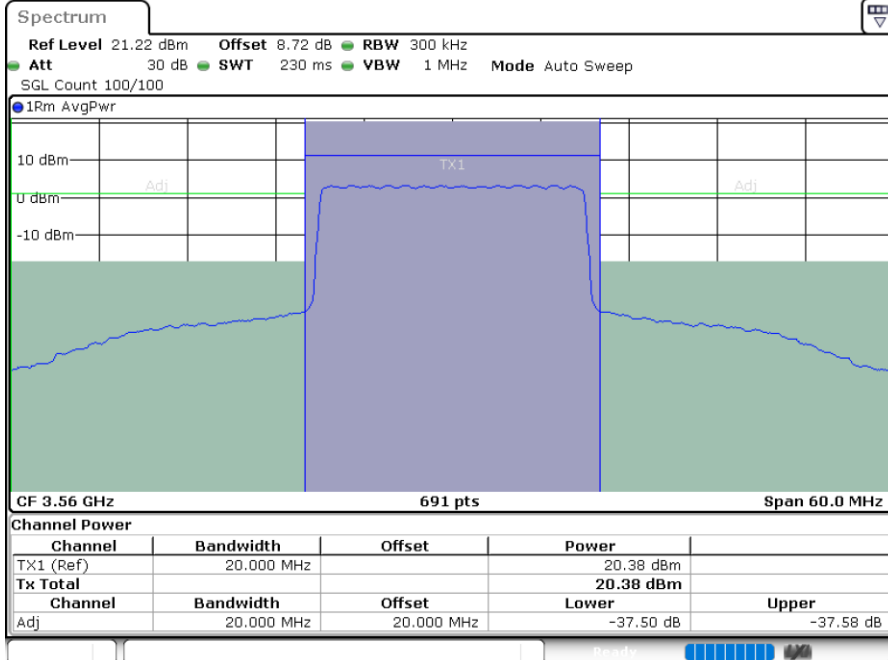 Spectrum
Ref Level 21.22 dBm Offset 8.72 dB RBW 300 kHz
Att 30 dB SWT 230 ms VBW 1 MHz Mode Auto Sweep
SGL Count 100/100
1Rm AvgPwr
10 dBm
TX1
Adj Adj
0 dBm
-10 dBm
CF 3.56 GHz 691 pts Span 60.0 MHz
Channel Power
Channel Bandwidth Offset Power
TX1 (Ref) 20.000 MHz 20.38 dBm
Tx Total 20.38 dBm
Channel Bandwidth Offset Lower Upper
Adj 20.000 MHz 20.000 MHz -37.50 dB -37.58 dB
Ready